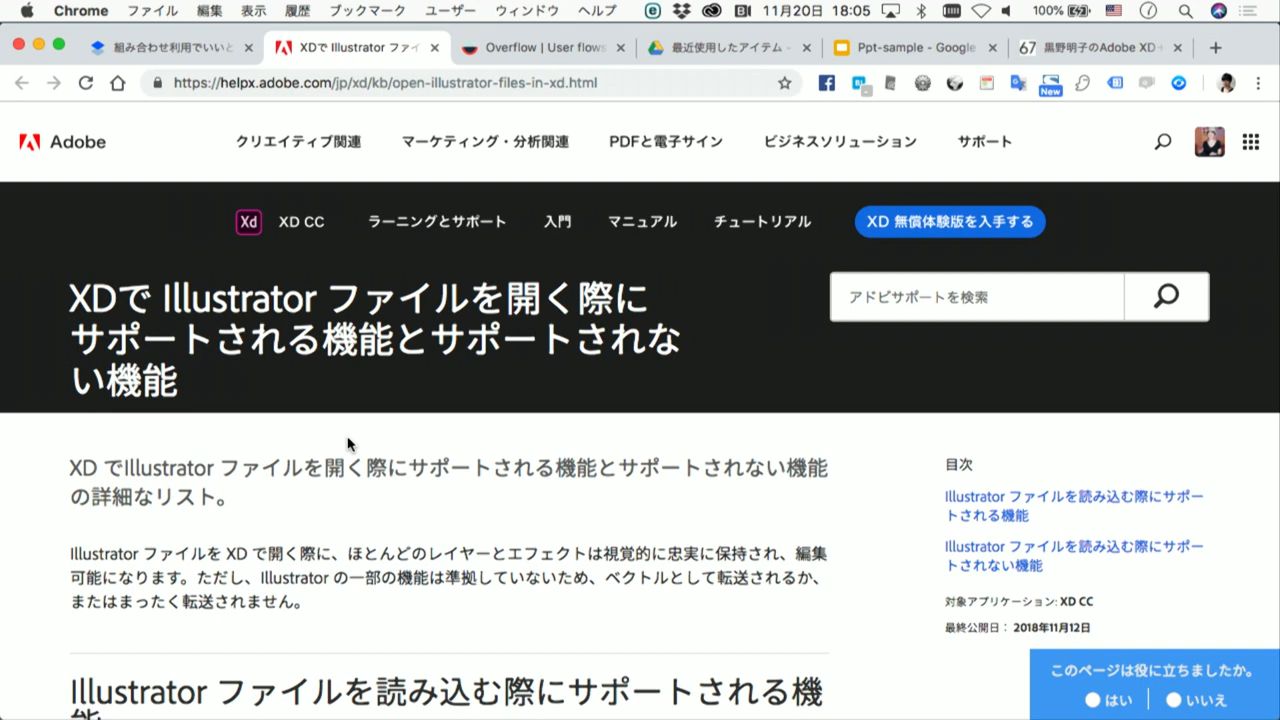 Chrome ファイル 編集 表示 履歴 ブックマーク ユーザー ウィンドウ ヘルプ 11月20日 18:05 100%
組み合わせ利用でいいと XDで Illustrator ファイ Overflow | User flows 最近使用したアイテム - Ppt-sample - Google 67 黒野明子のAdobe XD
https://helpx.adobe.com/jp/xd/kb/open-illustrator-files-in-xd.html
New
Adobe クリエイティブ関連 マーケティング・分析関連 PDFと電子サイン ビジネスソリューション サポート
Xd XD CC ラーニングとサポート 入門 マニュアル チュートリアル XD 無償体験版を入手する
XDで Illustrator ファイルを開く際に
サポートされる機能とサポートされな
い機能
アドビサポートを検索
XD でIllustrator ファイルを開く際にサポートされる機能とサポートされない機能
の詳細なリスト。
Illustrator ファイルを XD で開く際に、ほとんどのレイヤーとエフェクトは視覚的に忠実に保持され、編集
可能になります。ただし、Illustrator の一部の機能は準拠していないため、ベクトルとして転送されるか、
またはまったく転送されません。
Illustrator ファイルを読み込む際にサポートされる機
能
目次
Illustrator ファイルを読み込む際にサポー
トされる機能
Illustrator ファイルを読み込む際にサポー
トされない機能
対象アプリケーション: XD CC
最終公開日： 2018年11月12日
このページは役に立ちましたか。
はい いいえ